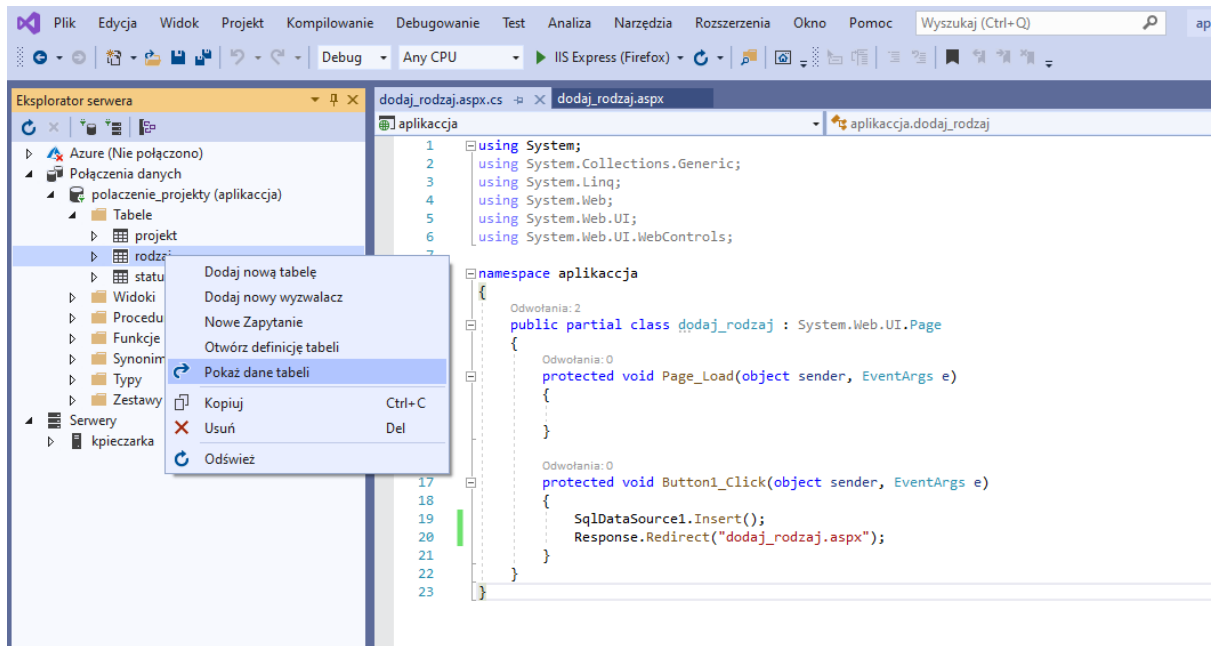 Plik Edycja Widok Projekt Kompilowanie Debugowanie Test Analiza Narzędzia Rozszerzenia Okno Pomoc Wyszukaj (Ctrl+Q) ap
Debug Any CPU IIS Express (Firefox)
Eksplorator serwera
Azure (Nie połączono)
Połączenia danych
polaczenie_projekty (aplikaccja)
Tabele
projekt
rodzaj
statu
Widoki
Procedu
Funkcje
Synonim
Typy
Zestawy
Serwery
kpieczarka
Dodaj nową tabelę
Dodaj nowy wyzwalacz
Nowe Zapytanie
Otwórz definicję tabeli
Pokaż dane tabeli
Kopiuj Ctrl+C
Usuń Del
Odśwież
dodaj_rodzaj.aspx.cs dodaj_rodzaj.aspx
aplikaccja aplikaccja.dodaj_rodzaj
1 using System;
2 using System.Collections.Generic;
3 using System.Linq;
4 using System.Web;
5 using System.Web.UI;
6 using System.Web.UI.WebControls;
7
namespace aplikaccja
{
Odwołania: 2
public partial class dodaj_rodzaj : System.Web.UI.Page
{
Odwołania: 0
protected void Page_Load(object sender, EventArgs e)
{
}
Odwołania: 0
17 protected void Button1_Click(object sender, EventArgs e)
18 {
19 SqlDataSource1.Insert();
20 Response.Redirect("dodaj_rodzaj.aspx");
21 }
22 }
23 }